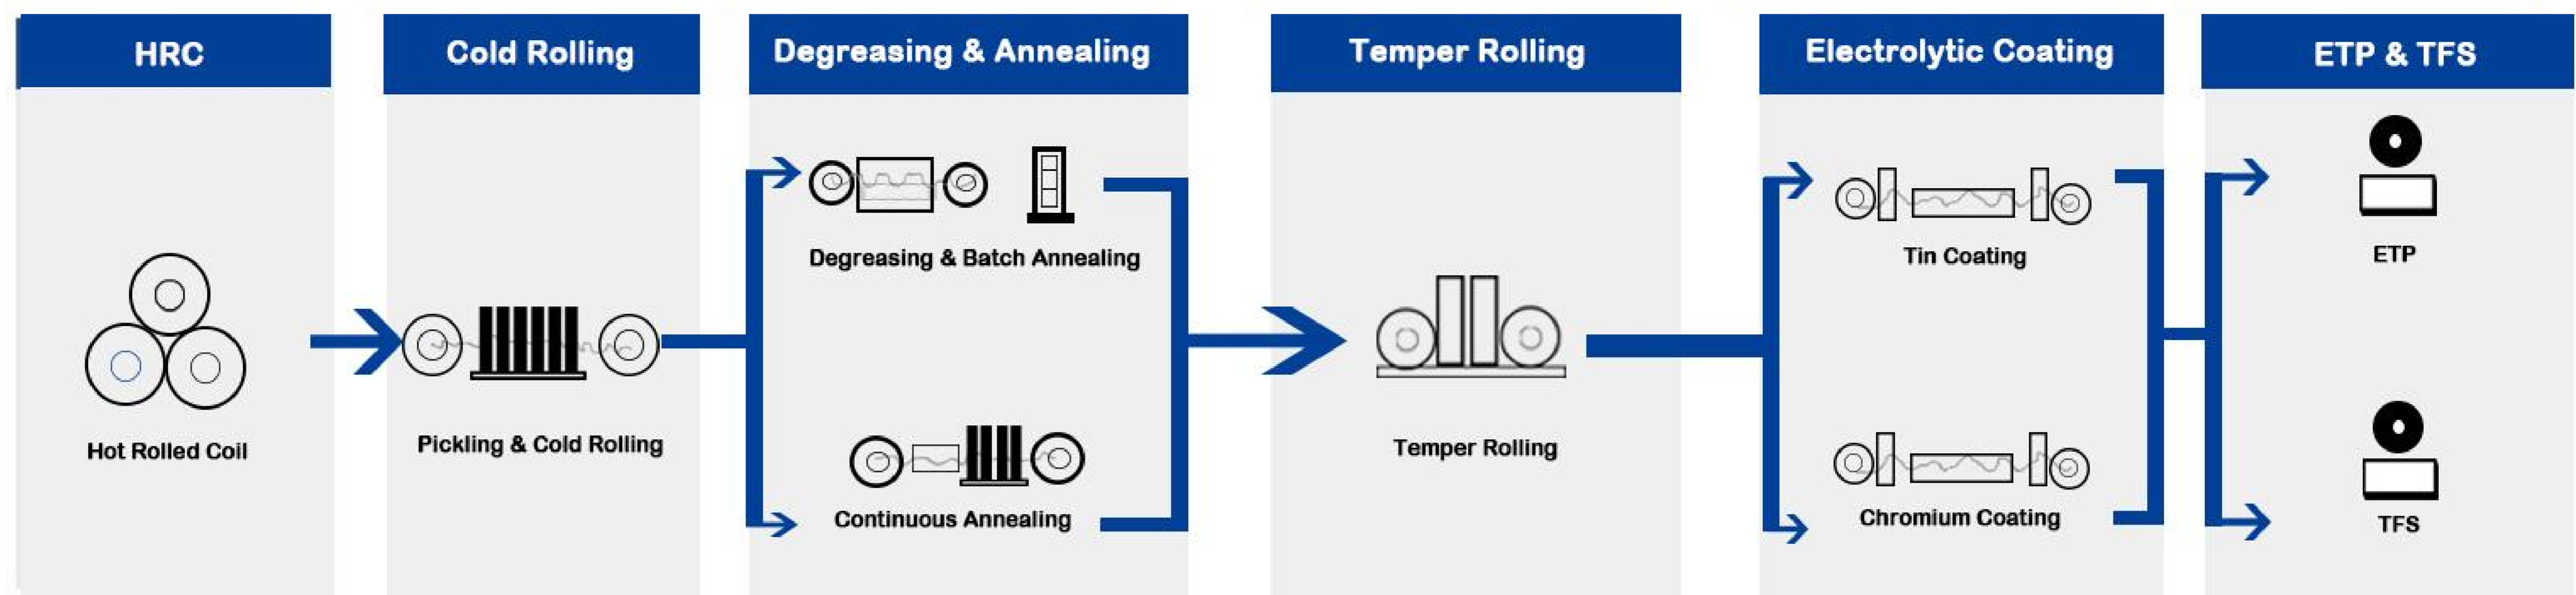 HRC
Cold Rolling
Degreasing & Annealing
Temper Rolling
Electrolytic Coating
ETP & TFS
Hot Rolled Coil
Pickling & Cold Rolling
Degreasing & Batch Annealing
Continuous Annealing
Temper Rolling
Tin Coating
Chromium Coating
ETP
TFS